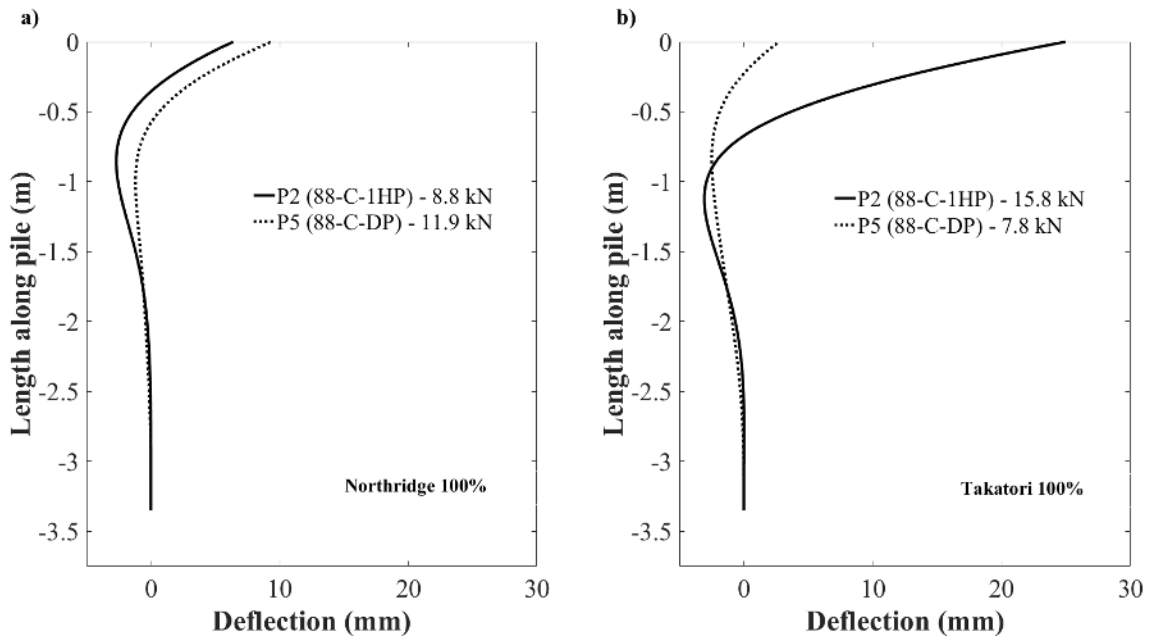 a)
0
-0.5
-1
-1.5
-2
-2.5
-3
-3.5
Length along pile (m)
P2 (88-C-1HP) - 8.8 kN
P5 (88-C-DP) - 11.9 kN
Northridge 100%
0 10 20 30
Deflection (mm)
b)
0
-0.5
-1
-1.5
-2
-2.5
-3
-3.5
Length along pile (m)
P2 (88-C-1HP) - 15.8 kN
P5 (88-C-DP) - 7.8 kN
Takatori 100%
0 10 20 30
Deflection (mm)